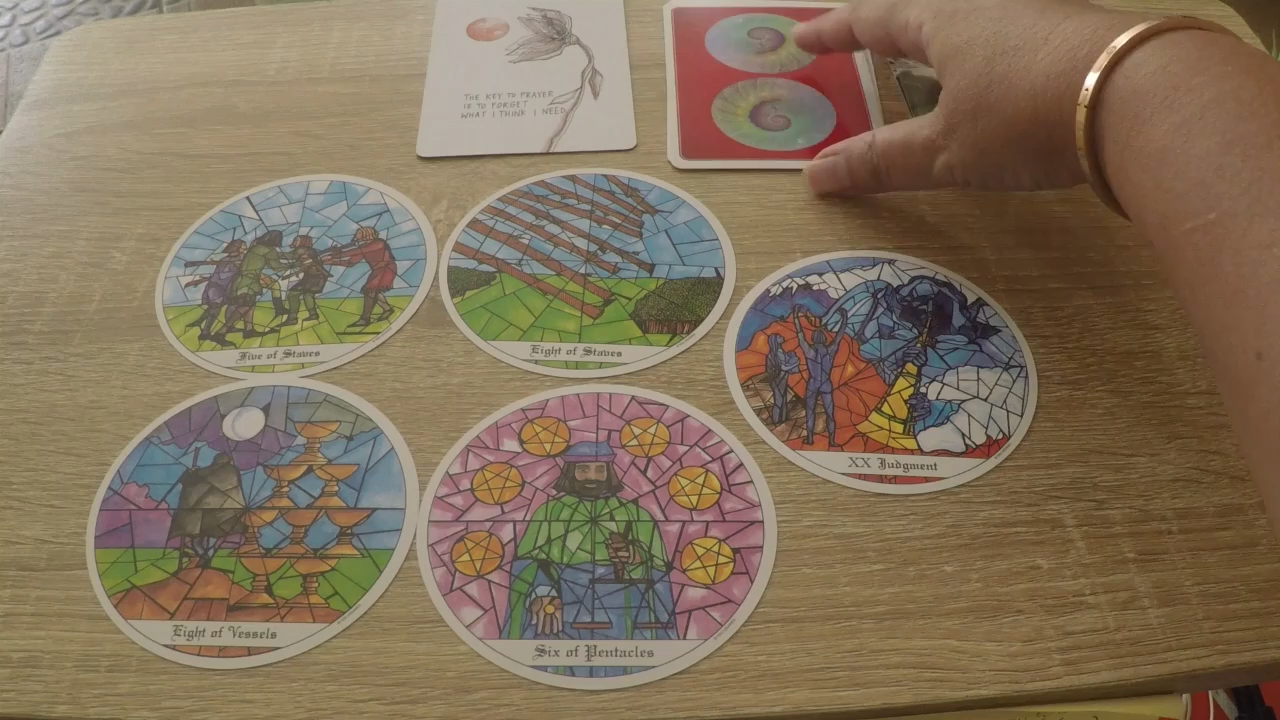 THE KEY TO PRAYER
IS TO FORGET
WHAT I THINK I NEED
Five of Staves
Eight of Staves
XX Judgment
Eight of Vessels
Six of Pentacles